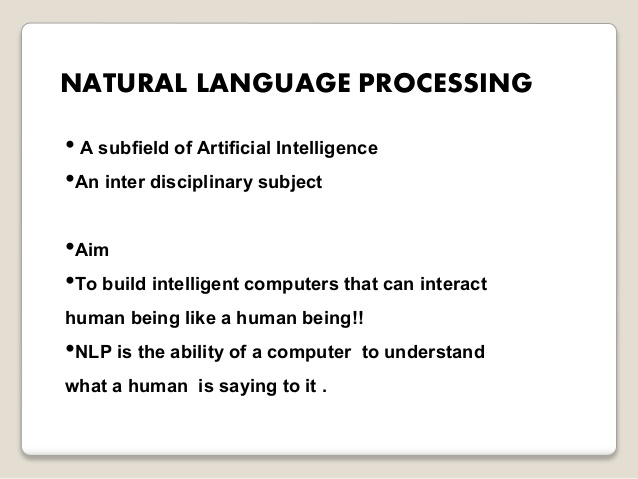 NATURAL LANGUAGE PROCESSING
• A subfield of Artificial Intelligence
•An inter disciplinary subject
•Aim
•To build intelligent computers that can interact
human being like a human being!!
•NLP is the ability of a computer  to understand
what a human  is saying to it .